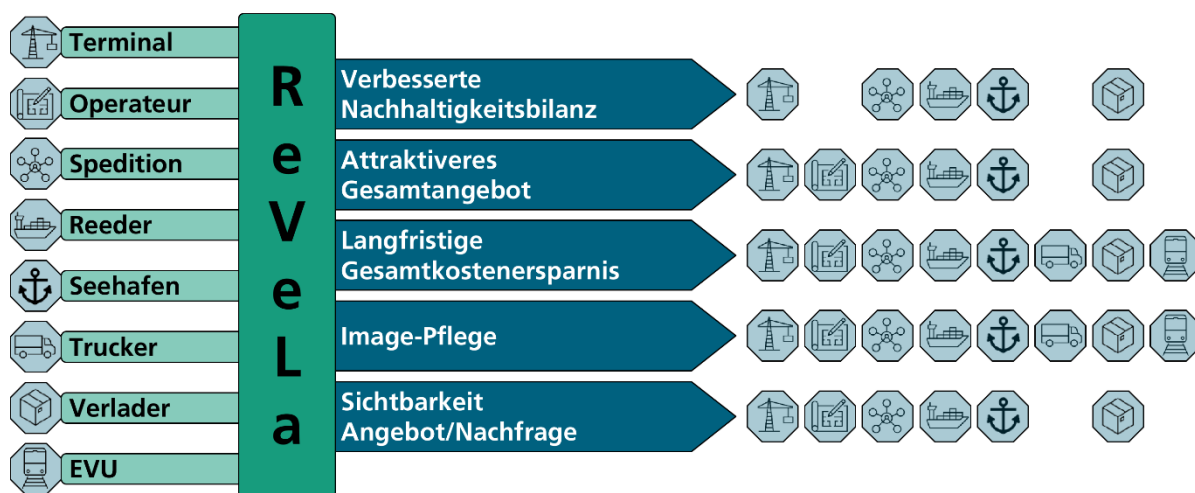 Terminal
Operateur
Spedition
Reeder
Seehafen
Trucker
Verlader
EVU
ReVeLa
Verbesserte
Nachhaltigkeitsbilanz
Attraktiveres
Gesamtangebot
Langfristige
Gesamtkostenersparnis
Image-Pflege
Sichtbarkeit
Angebot/Nachfrage